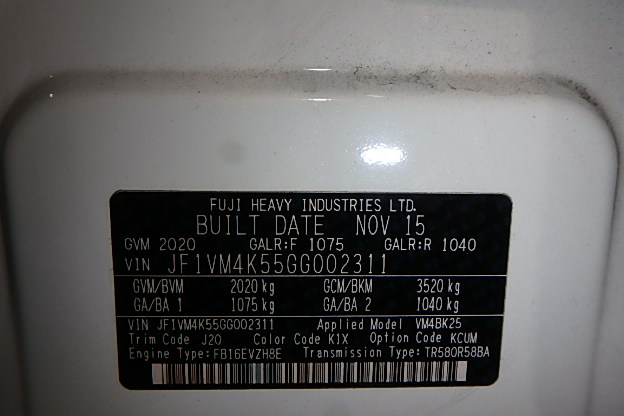 FUJI HEAVY INDUSTRIES LTD.
BUILT DATE NOV 15
GVM 2020 GALR:F 1075 GALR:R 1040
VIN JF1VM4K55GG002311
GVM/BVM 2020 kg GCM/BKM 3520 kg
GA/BA 1 1075 kg GA/BA 2 1040 kg
VIN JF1VM4K55GG002311 Applied Model VM4BK25
Trim Code J20 Color Code K1X Option Code KCUM
Engine Type:FB16EVZH8E Transmission Type:TR580R58BA